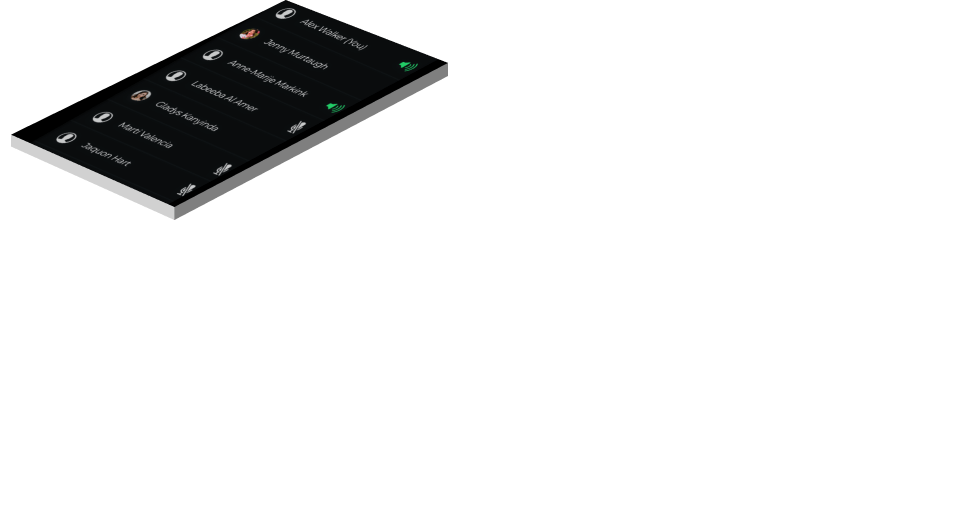 Alex Walker (You)
Jenny Murtaugh
Anne-Marije Markink
Labeeba Al Amer
Gladys Kanyinda
Marti Valencia
Jaquon Hart